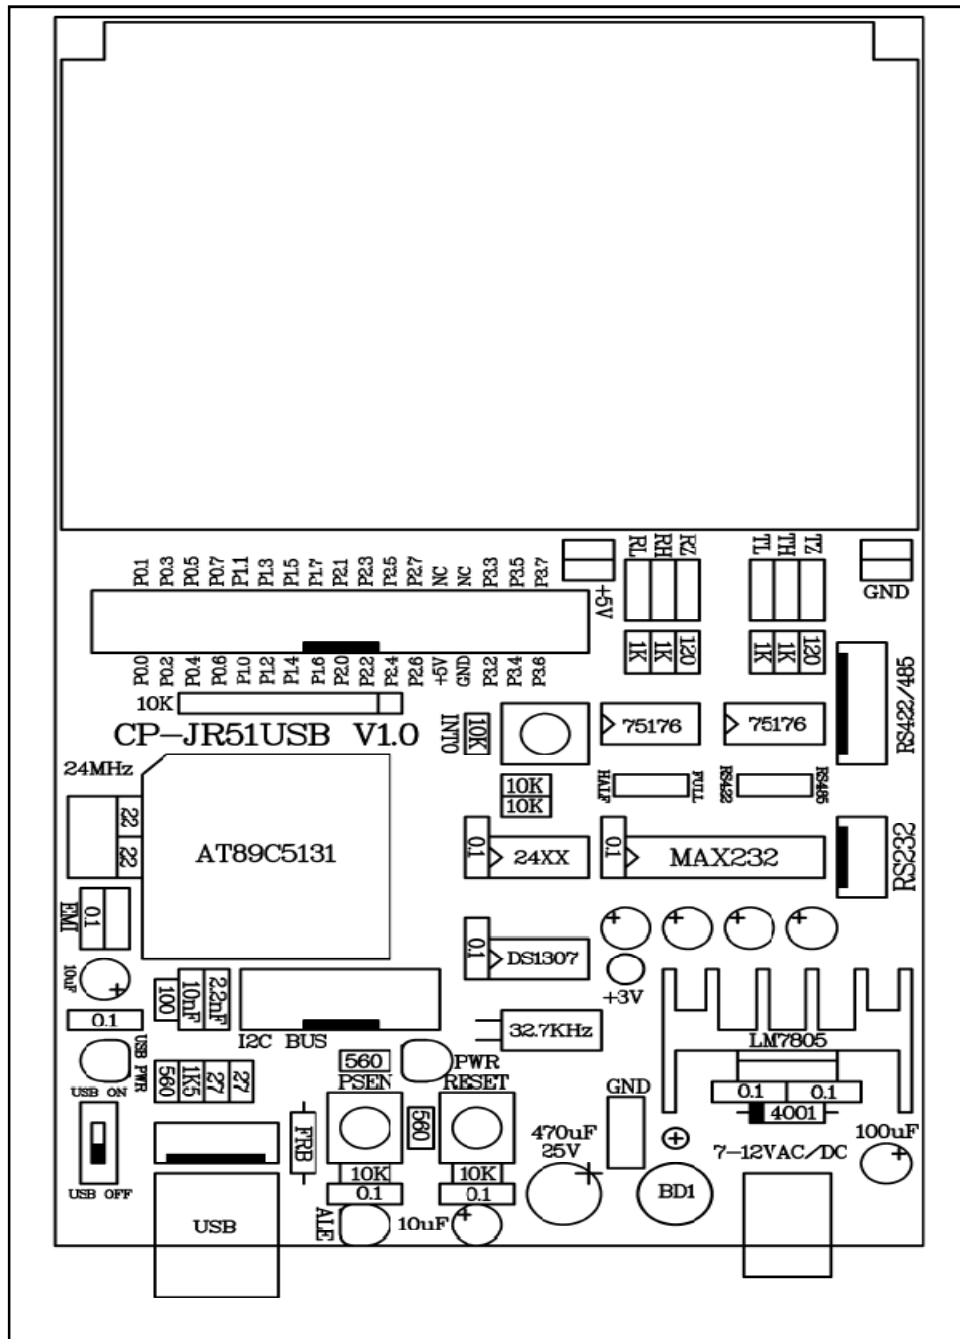 P0.1 P0.3 P0.5 P0.7 P1.1 P1.3 P1.5 P1.7 P2.1 P2.3 P2.5 P2.7 NC NC P3.3 P3.5 P3.7
+5V
RL RH RZ
TL TH TZ
GND
P0.0 P0.2 P0.4 P0.6 P1.0 P1.2 P1.4 P1.6 P2.0 P2.2 P2.4 P2.6 +5V GND P3.2 P3.4 P3.6
1K 1K 120
1K 1K 120
RS422/485
10K
CP-JR51USB V1.0
INT0
10K
75176
75176
24MHz
10K
10K
HALF FULL
RS422 RS485
22
22
AT89C5131
0.1
24XX
0.1
MAX232
RS232
EMI
0.1
+
+
+
+
0.1
DS1307
10uF
+
+
+3V
100
10nF
2.2nF
0.1
I2C BUS
32.7KHz
LM7805
USB PWR
USB ON
560
1K5
27
27
560
PSEN
PWR
RESET
GND
0.1
0.1
4001
FRB
560
470uF
25V
+
+
7-12VAC/DC
100uF
+
USB OFF
10K
0.1
10K
0.1
BD1
USB
ALE
10uF
+